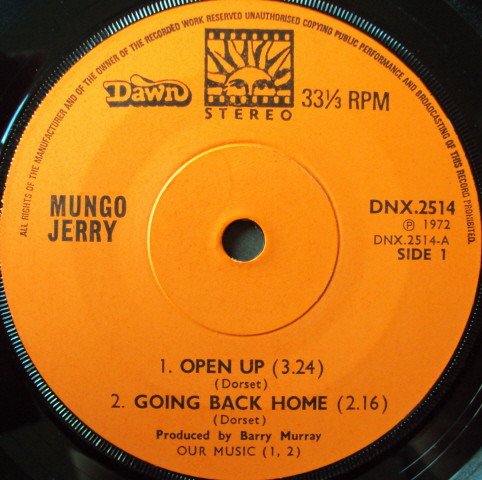 ALL RIGHTS OF THE MANUFACTURER AND OF THE OWNER OF THE RECORDED WORK RESERVED UNAUTHORISED COPYING PUBLIC PERFORMANCE AND BROADCASTING OF THIS RECORD PROHIBITED.
Dawn
STEREO
33⅓ RPM
MUNGO
JERRY
DNX.2514
℗ 1972
DNX.2514-A
SIDE 1
1. OPEN UP (3.24)
(Dorset)
2. GOING BACK HOME (2.16)
(Dorset)
Produced by Barry Murray
OUR MUSIC (1, 2)